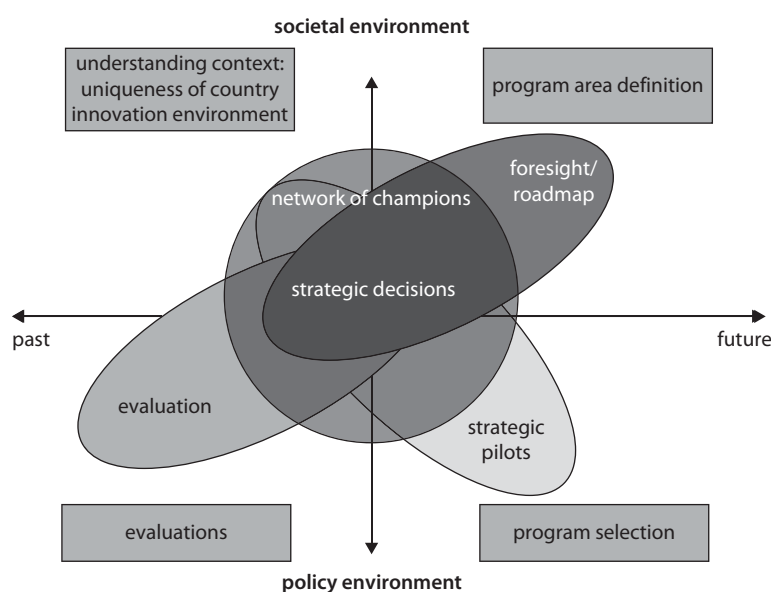 societal environment
understanding context:
uniqueness of country
innovation environment
program area definition
foresight/
roadmap
network of champions
strategic decisions
past
future
evaluation
strategic
pilots
evaluations
program selection
policy environment